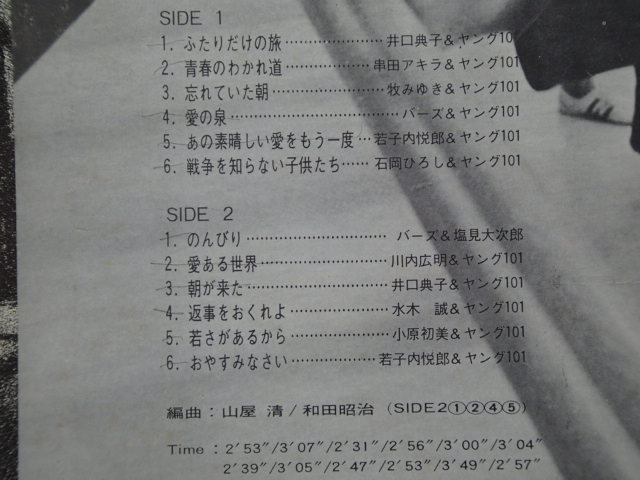 SIDE 1
1. ふたりだけの旅……………井口典子&ヤング101
2. 青春のわかれ道……………串田アキラ&ヤング101
3. 忘れていた朝………………牧みゆき&ヤング101
4. 愛の泉…………………………バーズ&ヤング101
5. あの素晴しい愛をもう一度…若子内悦郎&ヤング101
6. 戦争を知らない子供たち……石岡ひろし&ヤング101
SIDE 2
1. のんびり…………………………バーズ&塩見大次郎
2. 愛ある世界……………………川内広明&ヤング101
3. 朝が来た………………………井口典子&ヤング101
4. 返事をおくれよ………………水木 誠&ヤング101
5. 若さがあるから………………小原初美&ヤング101
6. おやすみなさい……………若子内悦郎&ヤング101
編曲:山屋 清/和田昭治 (SIDE2①②④⑤)
Time : 2′53″/3′07″/2′31″/2′56″/3′00″/3′04″
2′39″/3′05″/2′47″/2′53″/3′49″/2′57″